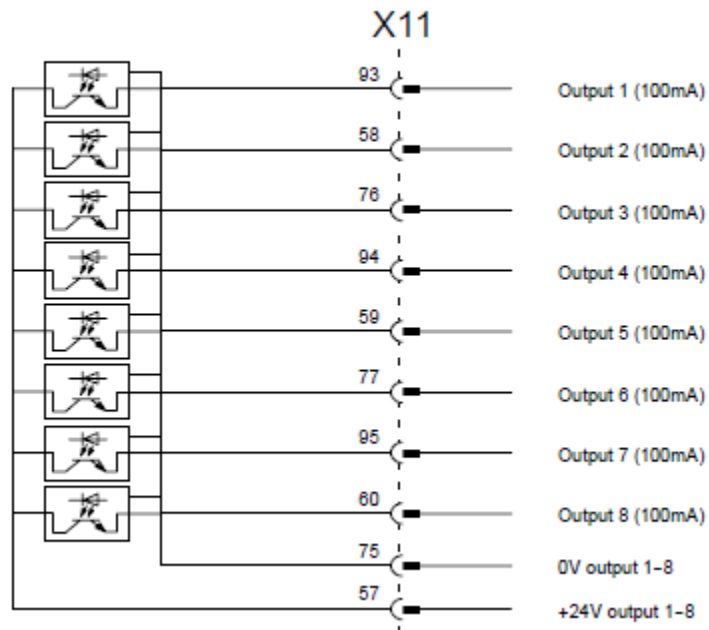 X11
93 Output 1 (100mA)
58 Output 2 (100mA)
76 Output 3 (100mA)
94 Output 4 (100mA)
59 Output 5 (100mA)
77 Output 6 (100mA)
95 Output 7 (100mA)
60 Output 8 (100mA)
75 0V output 1-8
57 +24V output 1-8